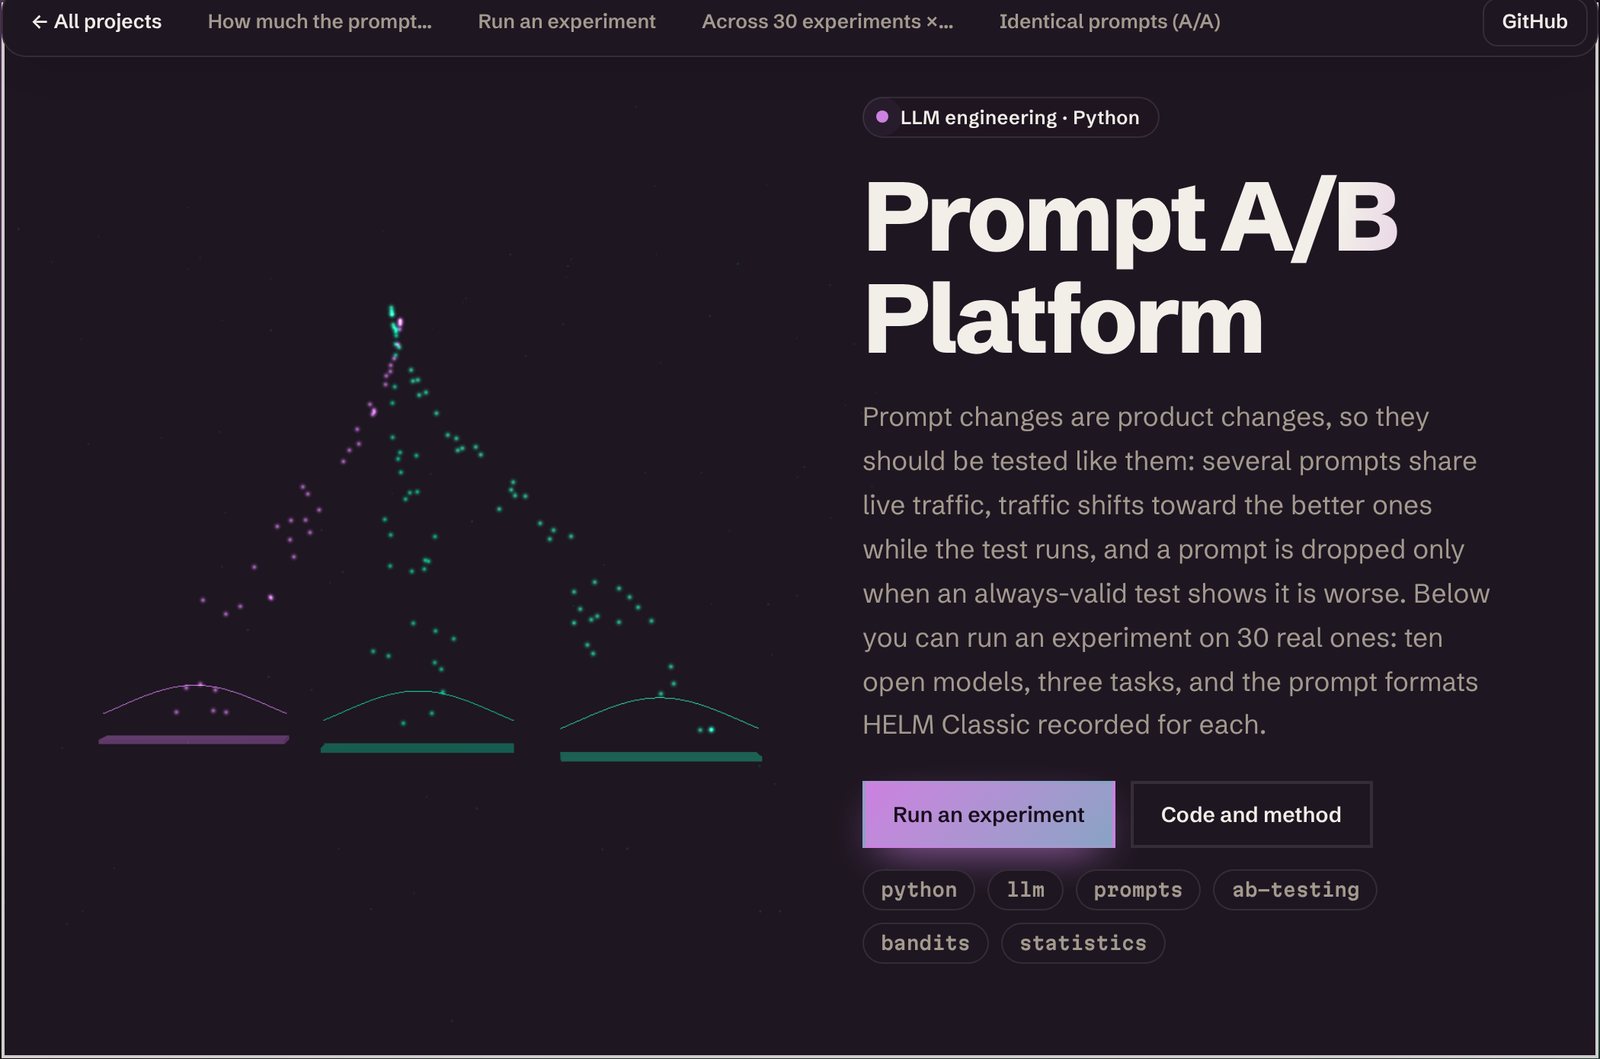 ← All projects
How much the prompt...
Run an experiment
Across 30 experiments ×...
Identical prompts (A/A)
GitHub
LLM engineering · Python
Prompt A/B
Platform
Prompt changes are product changes, so they
should be tested like them: several prompts share
live traffic, traffic shifts toward the better ones
while the test runs, and a prompt is dropped only
when an always-valid test shows it is worse. Below
you can run an experiment on 30 real ones: ten
open models, three tasks, and the prompt formats
HELM Classic recorded for each.
Run an experiment
Code and method
python
llm
prompts
ab-testing
bandits
statistics